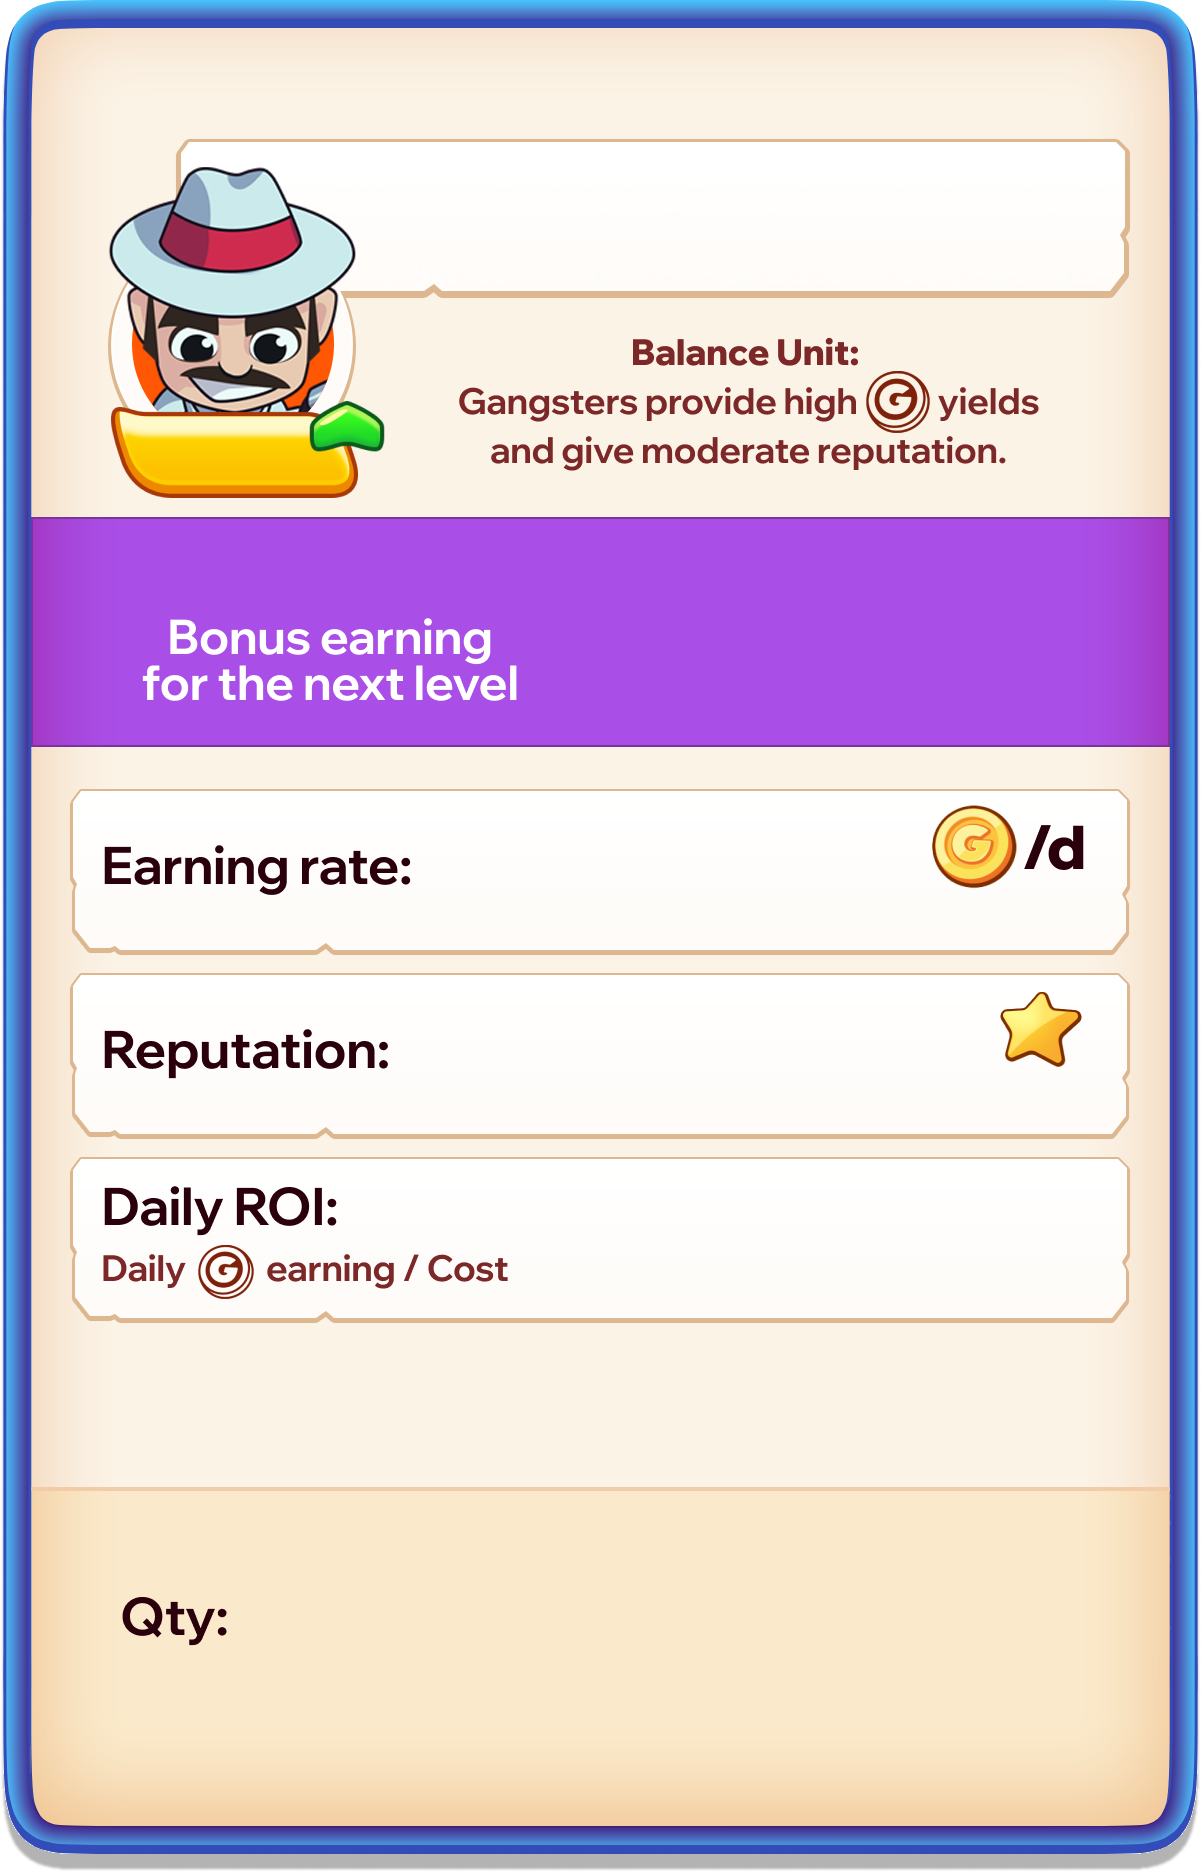 Balance Unit:
Gangsters provide high G yields
and give moderate reputation.
Bonus earning
for the next level
Earning rate:
G /d
Reputation:
Daily ROI:
Daily G earning / Cost
Qty: